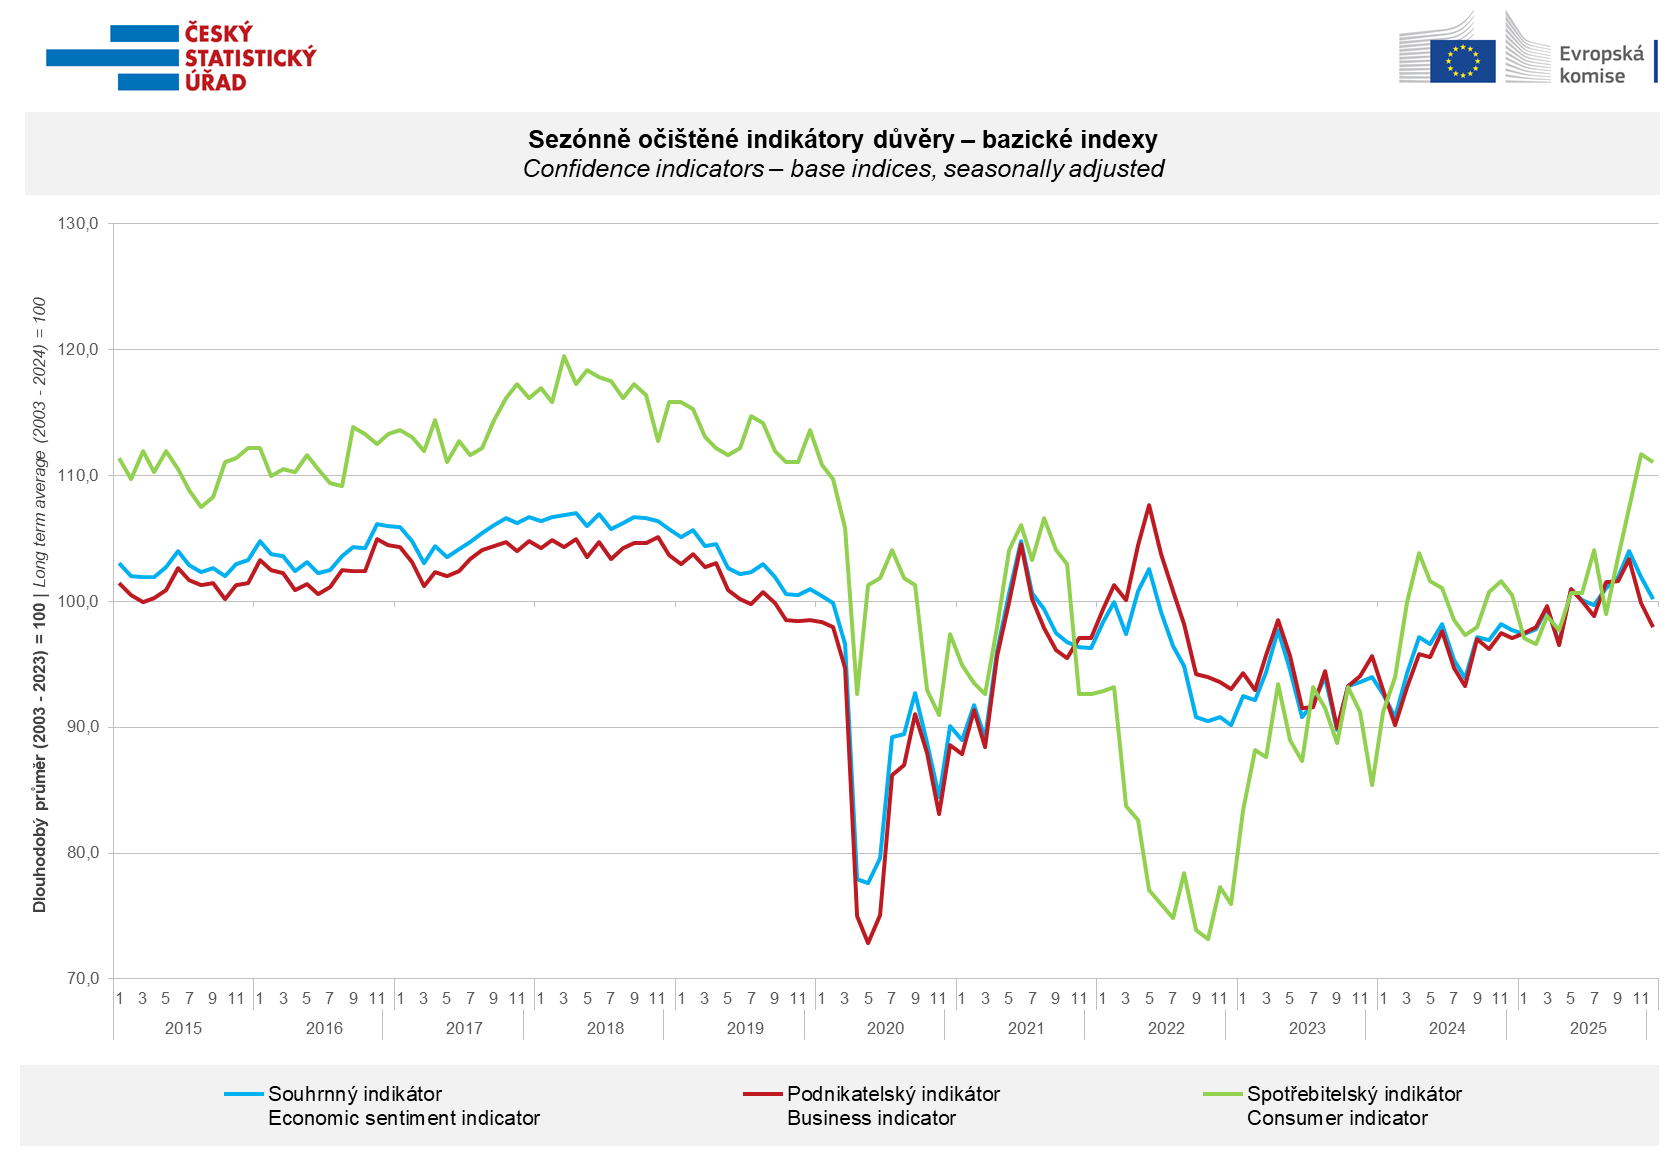 ČESKÝ
STATISTICKÝ
ÚŘAD
Evropská
komise
Sezónně očištěné indikátory důvěry – bazické indexy
Confidence indicators – base indices, seasonally adjusted
Dlouhodobý průměr (2003 - 2023) = 100 | Long term average (2003 - 2024) = 100
130,0
120,0
110,0
100,0
90,0
80,0
70,0
1 3 5 7 9 11 1 3 5 7 9 11 1 3 5 7 9 11 1 3 5 7 9 11 1 3 5 7 9 11 1 3 5 7 9 11 1 3 5 7 9 11 1 3 5 7 9 11 1 3 5 7 9 11 1 3 5 7 9 11 1 3 5 7 9 11
2015 2016 2017 2018 2019 2020 2021 2022 2023 2024 2025
Souhrnný indikátor
Economic sentiment indicator
Podnikatelský indikátor
Business indicator
Spotřebitelský indikátor
Consumer indicator